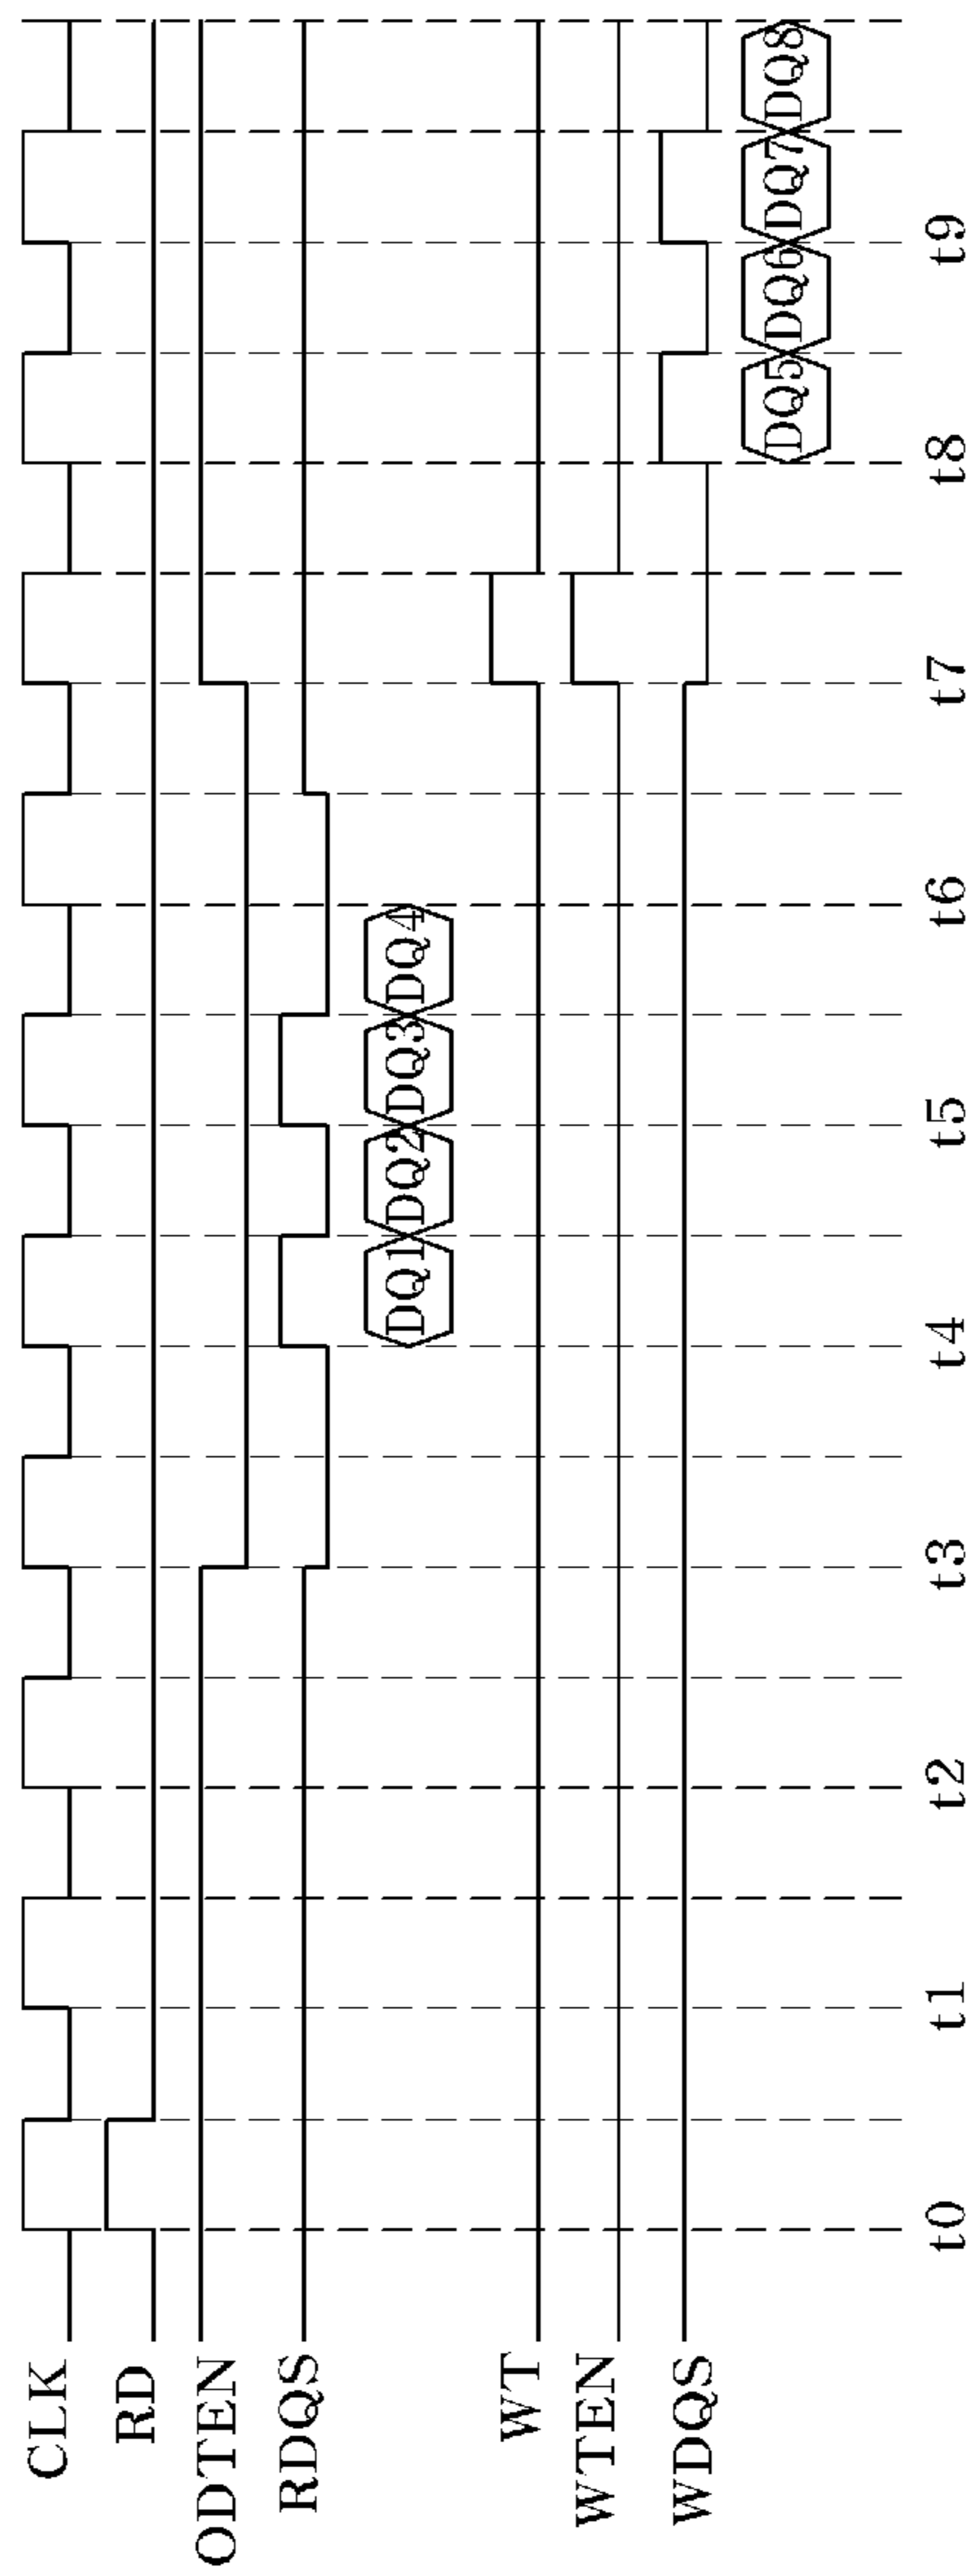 CLK
RD
ODTEN
RDQS
DQ1 DQ2 DQ3 DQ4
WT
WTEN
WDQS
DQ5 DQ6 DQ7 DQ8
t0 t1 t2 t3 t4 t5 t6 t7 t8 t9